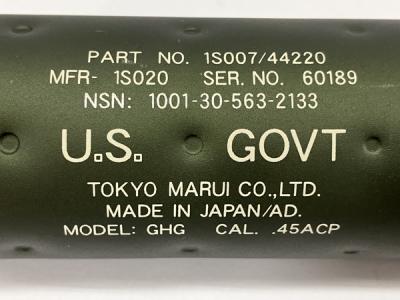 PART NO. 1S007/44220
MFR- 1S020 SER. NO. 60189
NSN: 1001-30-563-2133
U.S. GOVT
TOKYO MARUI CO.,LTD.
MADE IN JAPAN/AD.
MODEL: GHG CAL. .45ACP